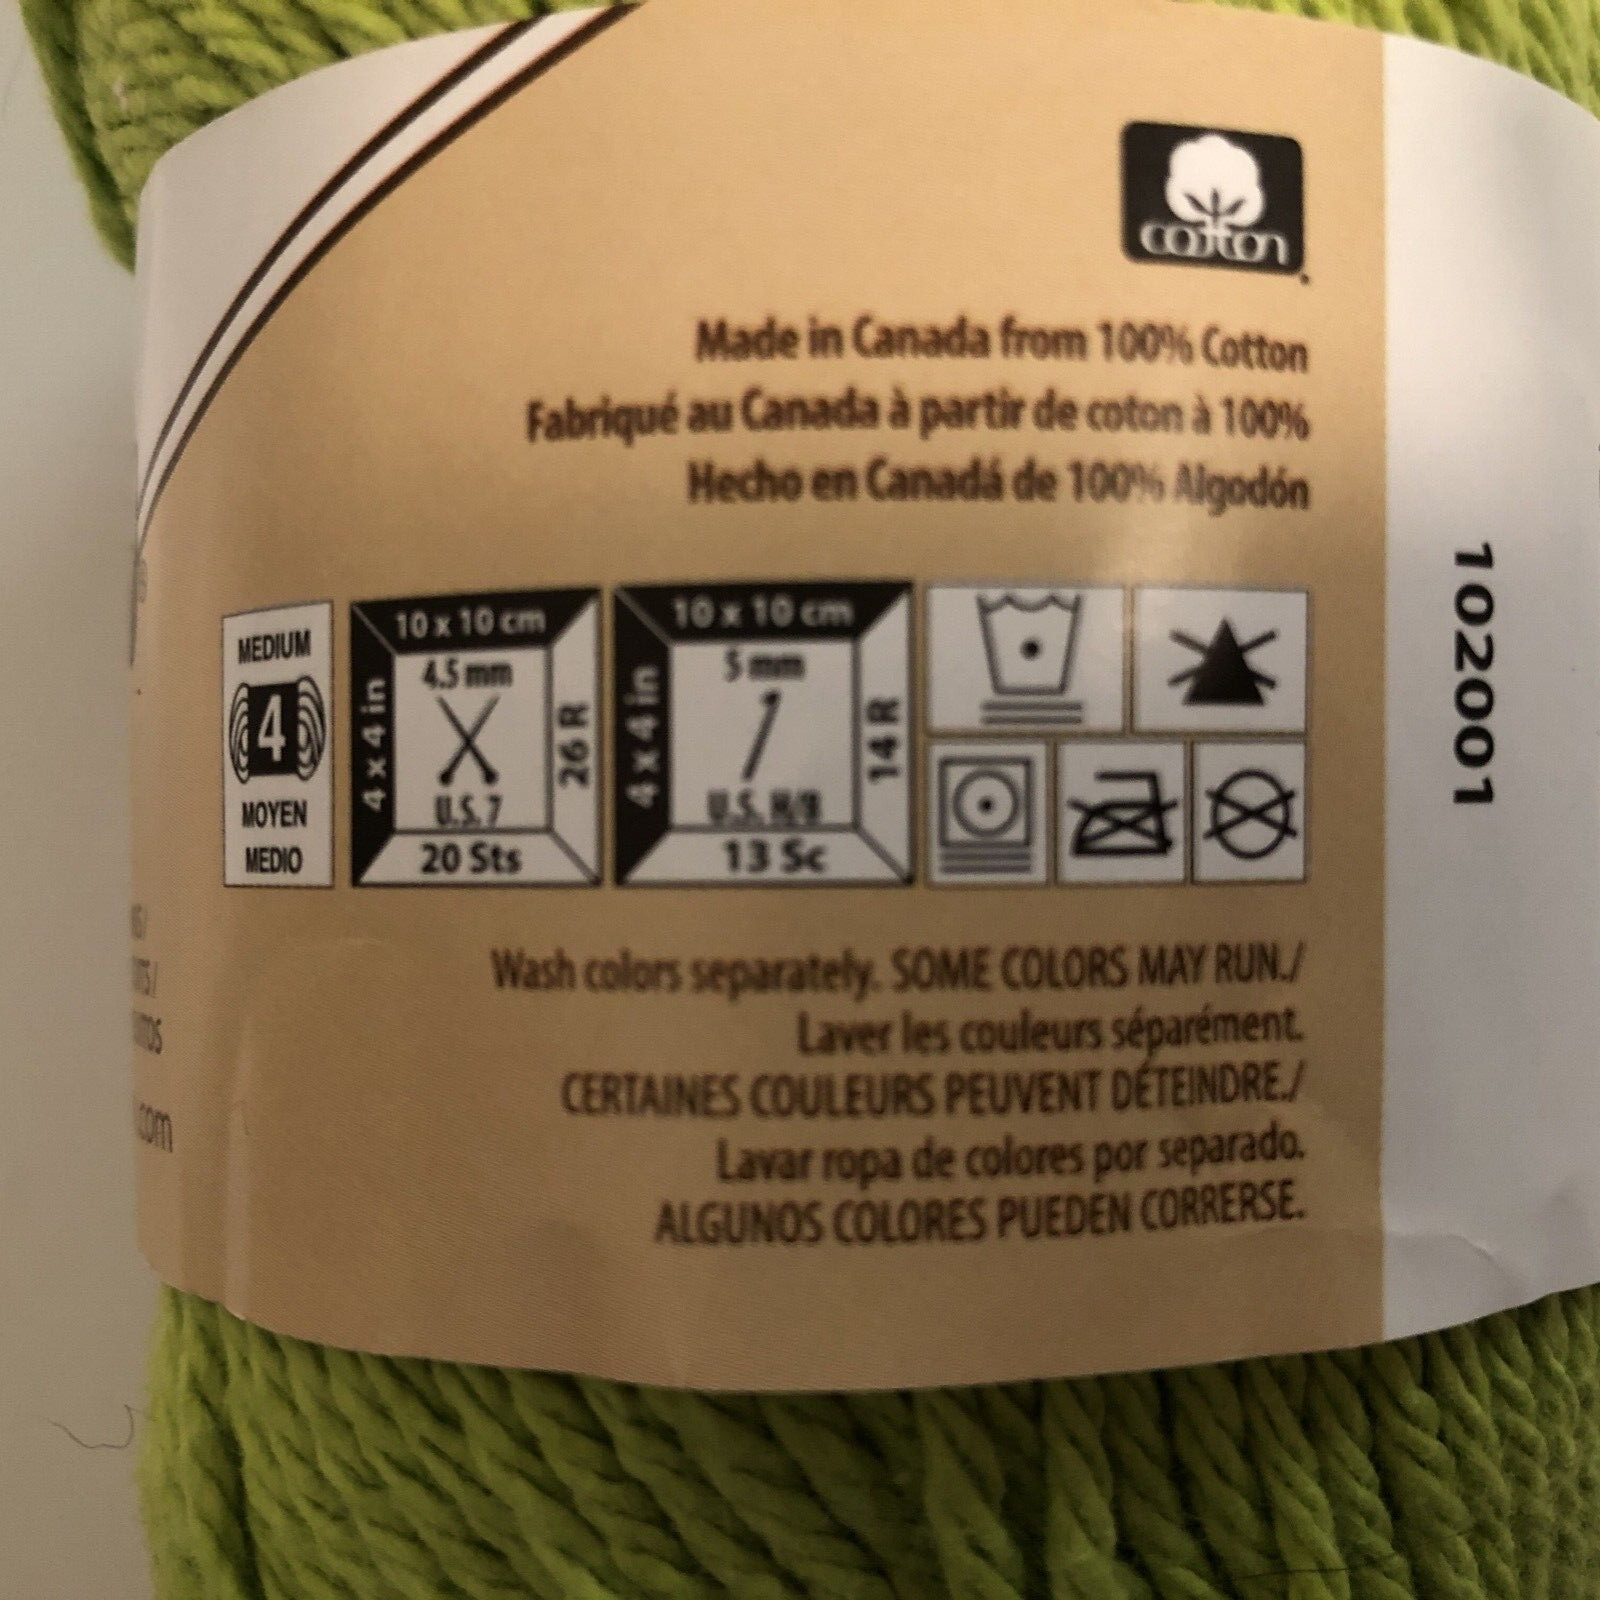 cotton
Made in Canada from 100% Cotton
Fabriqué au Canada à partir de coton à 100%
Hecho en Canadá de 100% Algodón
MEDIUM
4
MOYEN
MEDIO
10 x 10 cm
4 x 4 in
4.5 mm
U.S. 7
26 R
20 Sts
10 x 10 cm
4 x 4 in
5 mm
U.S. H/8
14 R
13 Sc
Wash colors separately. SOME COLORS MAY RUN./
Laver les couleurs séparément.
CERTAINES COULEURS PEUVENT DÉTEINDRE./
Lavar ropa de colores por separado.
ALGUNOS COLORES PUEDEN CORRERSE.
.com
102001